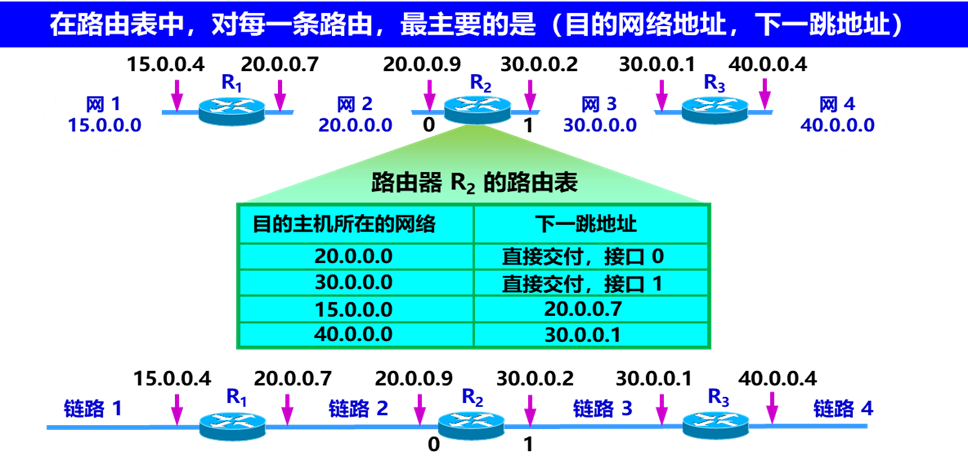 在路由表中，对每一条路由，最主要的是（目的网络地址，下一跳地址）
15.0.0.4 20.0.0.7 20.0.0.9 30.0.0.2 30.0.0.1 40.0.0.4
R1 R2 R3
网 1 网 2 网 3 网 4
15.0.0.0 20.0.0.0 0 1 30.0.0.0 40.0.0.0
路由器 R2 的路由表
目的主机所在的网络 下一跳地址
20.0.0.0 直接交付，接口 0
30.0.0.0 直接交付，接口 1
15.0.0.0 20.0.0.7
40.0.0.0 30.0.0.1
15.0.0.4 20.0.0.7 20.0.0.9 30.0.0.2 30.0.0.1 40.0.0.4
链路 1 R1 链路 2 R2 链路 3 R3 链路 4
0 1